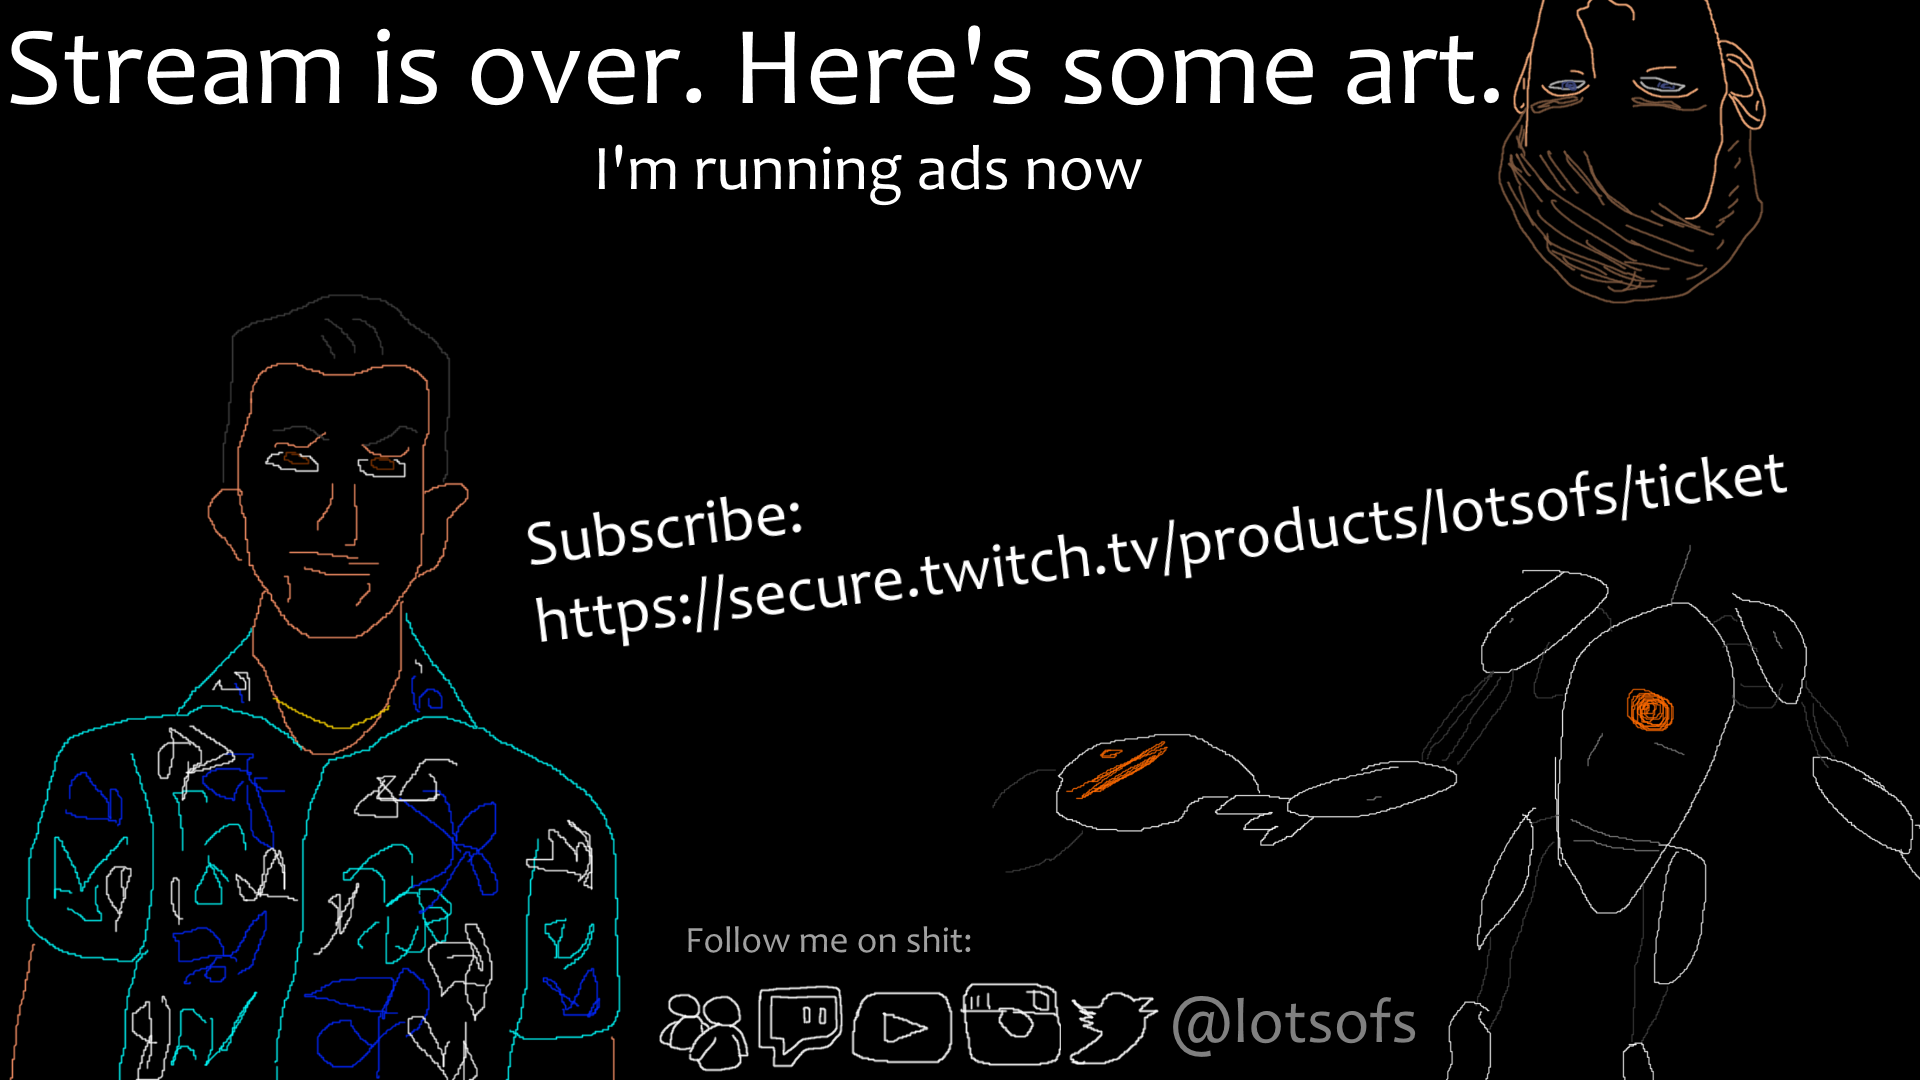 Stream is over. Here's some art.
I'm running ads now
Subscribe:
https://secure.twitch.tv/products/lotsofs/ticket
Follow me on shit:
@lotsofs